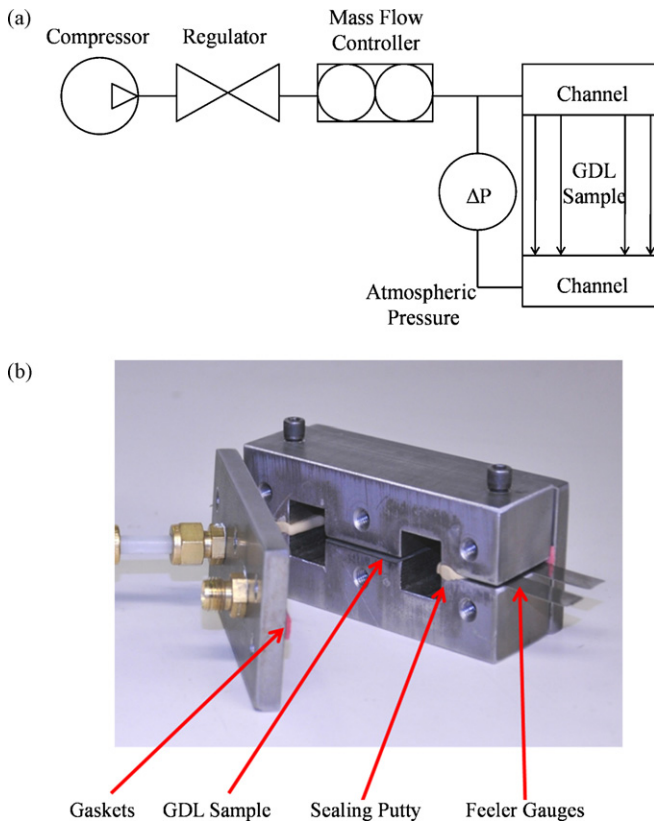 (a)
Compressor
Regulator
Mass Flow
Controller
Channel
GDL
Sample
ΔP
Atmospheric
Pressure
Channel
(b)
Gaskets
GDL Sample
Sealing Putty
Feeler Gauges